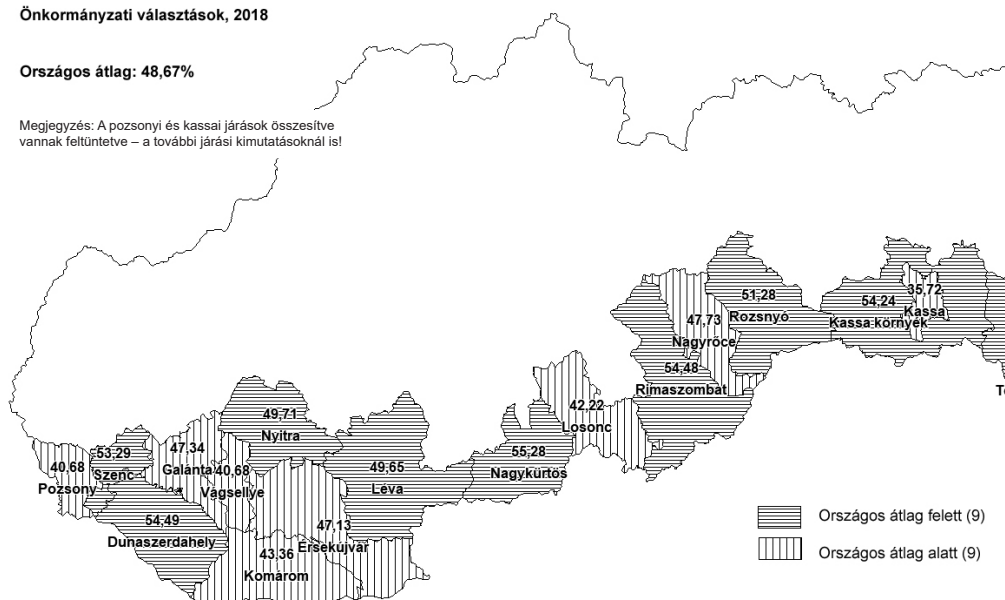 Önkormányzati választások, 2018
Országos átlag: 48,67%
Megjegyzés: A pozsonyi és kassai járások összesítve
vannak feltüntetve – a további járási kimutatásoknál is!
35,72
Kassa
54,24
Kassa-környék
51,28
Rozsnyó
47,73
Nagyrőce
54,48
Rimaszombat
42,22
Losonc
49,71
Nyitra
55,28
Nagykürtös
49,65
Léva
47,34
Galánta
40,68
Vágsellye
53,29
Szenc
40,68
Pozsony
54,49
Dunaszerdahely
47,13
Érsekújvár
43,36
Komárom
Országos átlag felett (9)
Országos átlag alatt (9)